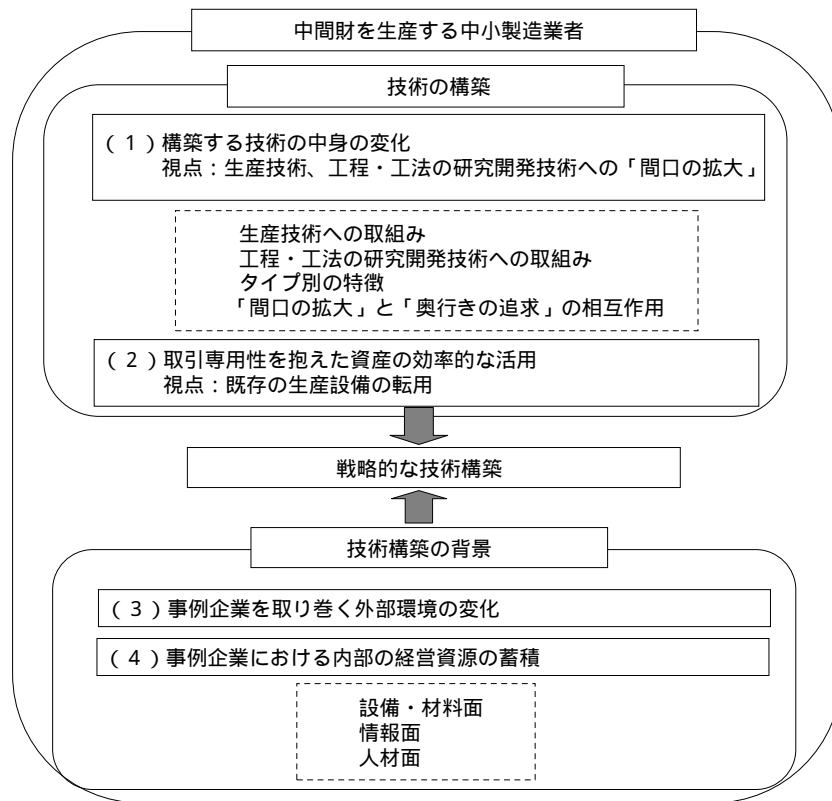 中間財を生産する中小製造業者
技術の構築
（１）構築する技術の中身の変化
視点：生産技術、工程・工法の研究開発技術への「間口の拡大」
生産技術への取組み
工程・工法の研究開発技術への取組み
タイプ別の特徴
「間口の拡大」と「奥行きの追求」の相互作用
（２）取引専用性を抱えた資産の効率的な活用
視点：既存の生産設備の転用
戦略的な技術構築
技術構築の背景
（３）事例企業を取り巻く外部環境の変化
（４）事例企業における内部の経営資源の蓄積
設備・材料面
情報面
人材面